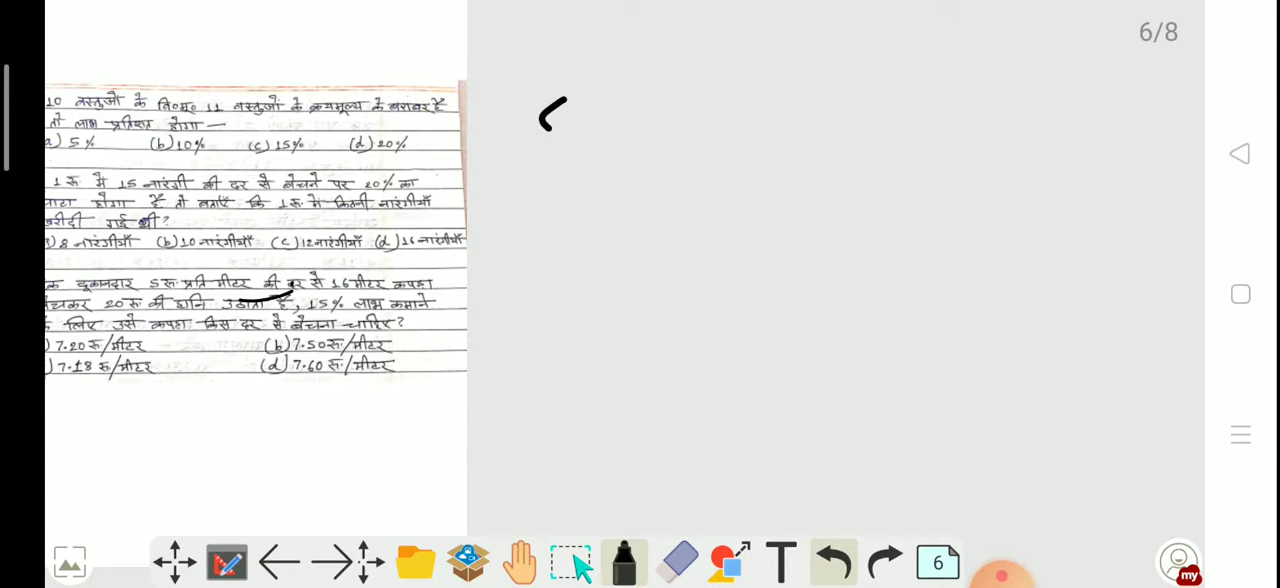 6/8
10 वस्तुओं के वि०मू० 11 वस्तुओं के क्रयमूल्य के बराबर है
तो लाभ प्रतिशत होगा —
a) 5% (b) 10% (c) 15% (d) 20%
1 रू में 15 नारंगी की दर से बेचने पर 20% का
घाटा होगा है तो बताएँ कि 1रू में कितनी नारंगीयाँ
खरीदी गई थी?
) 8 नारंगीयाँ (b) 10 नारंगीयाँ (c) 12 नारंगीयाँ (d) 16 नारंगीयाँ
क दूकानदार 5 रू प्रति मीटर की दर से 16 मीटर कपड़ा
बेचकर 20 रू की हानि उठाता है, 15% लाभ कमाने
के लिए उसे कपड़ा किस दर से बेचना चाहिए?
) 7.20 रू/मीटर (b) 7.50 रू/मीटर
) 7.18 रू/मीटर (d) 7.60 रू/मीटर
T 6 my